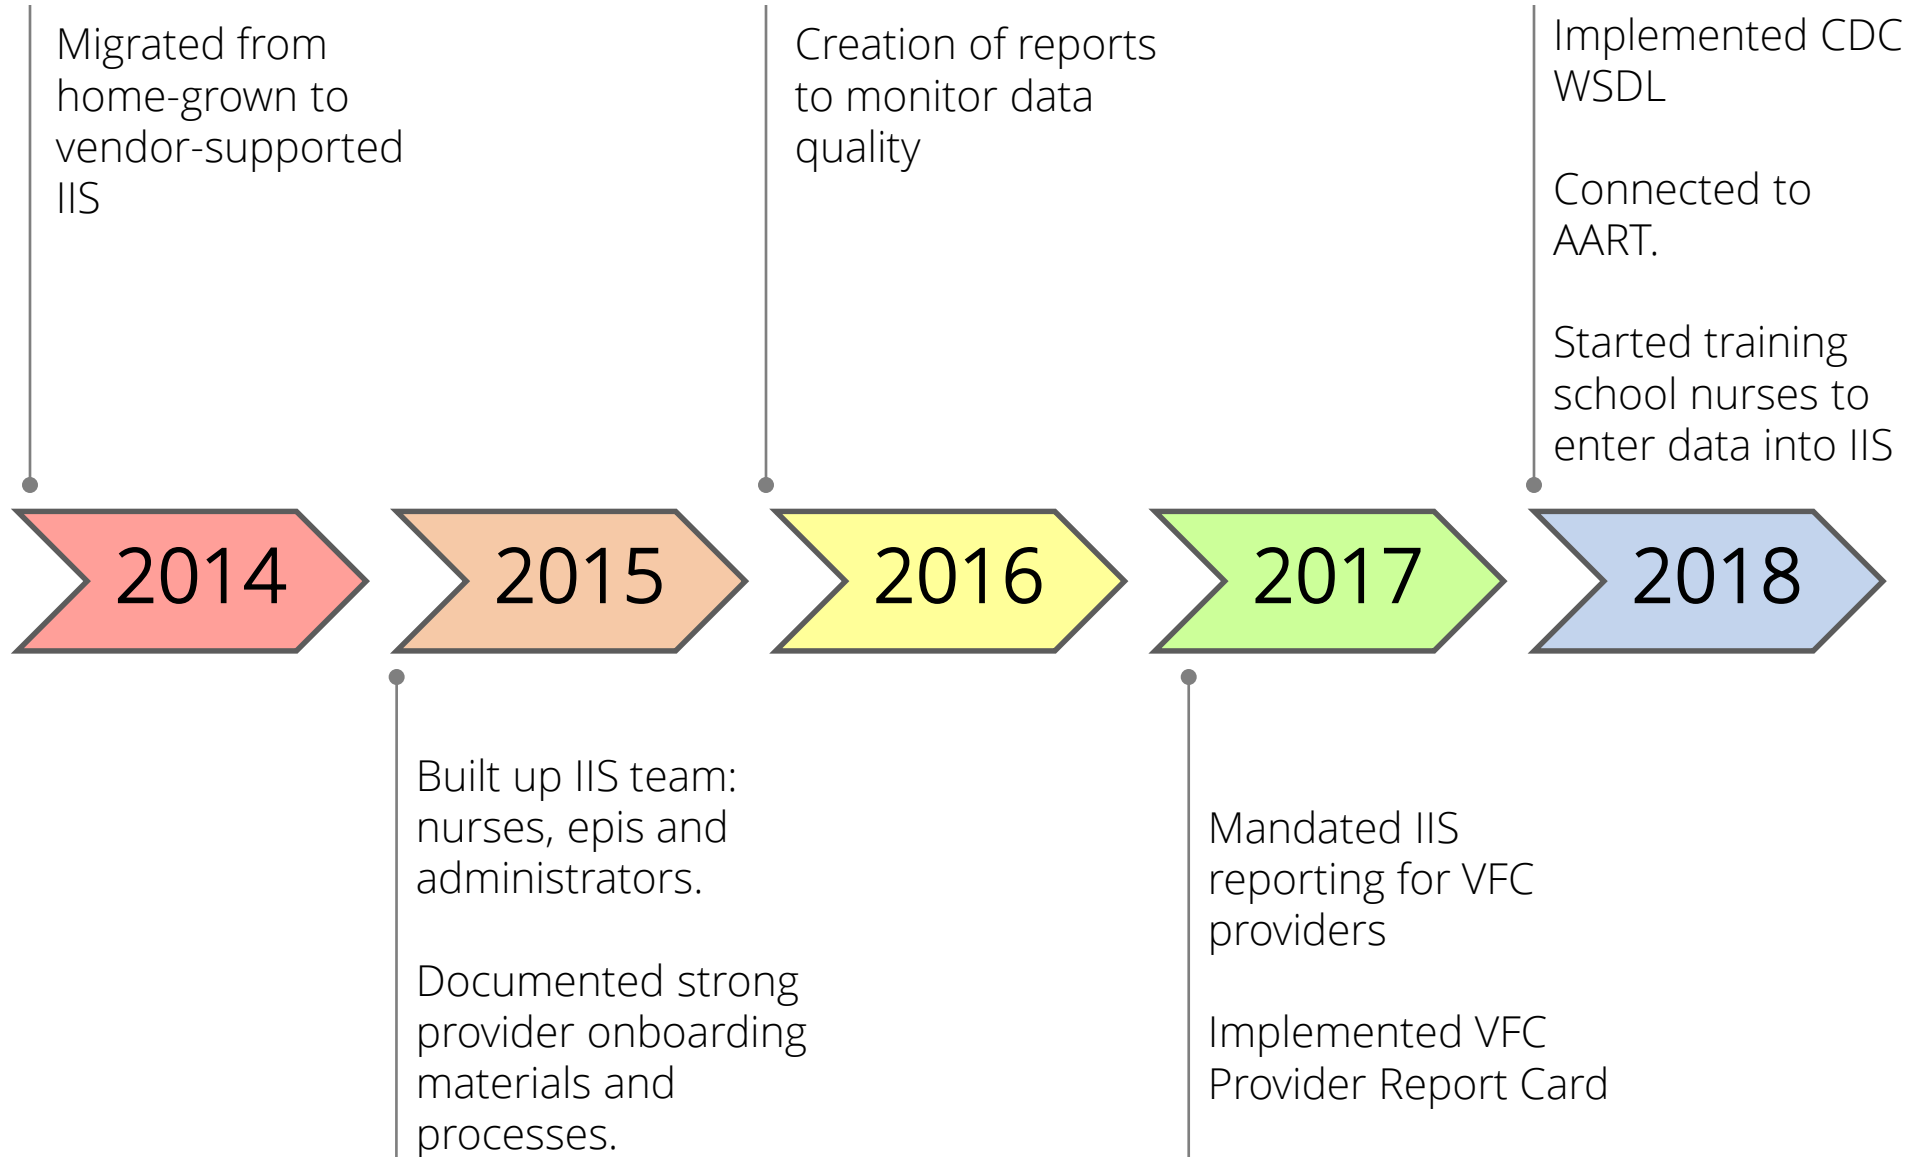 Migrated from
home-grown to
vendor-supported
IIS
Creation of reports
to monitor data
quality
Implemented CDC
WSDL
Connected to
AART.
Started training
school nurses to
enter data into IIS
2014
2015
2016
2017
2018
Built up IIS team:
nurses, epis and
administrators.
Documented strong
provider onboarding
materials and
processes.
Mandated IIS
reporting for VFC
providers
Implemented VFC
Provider Report Card